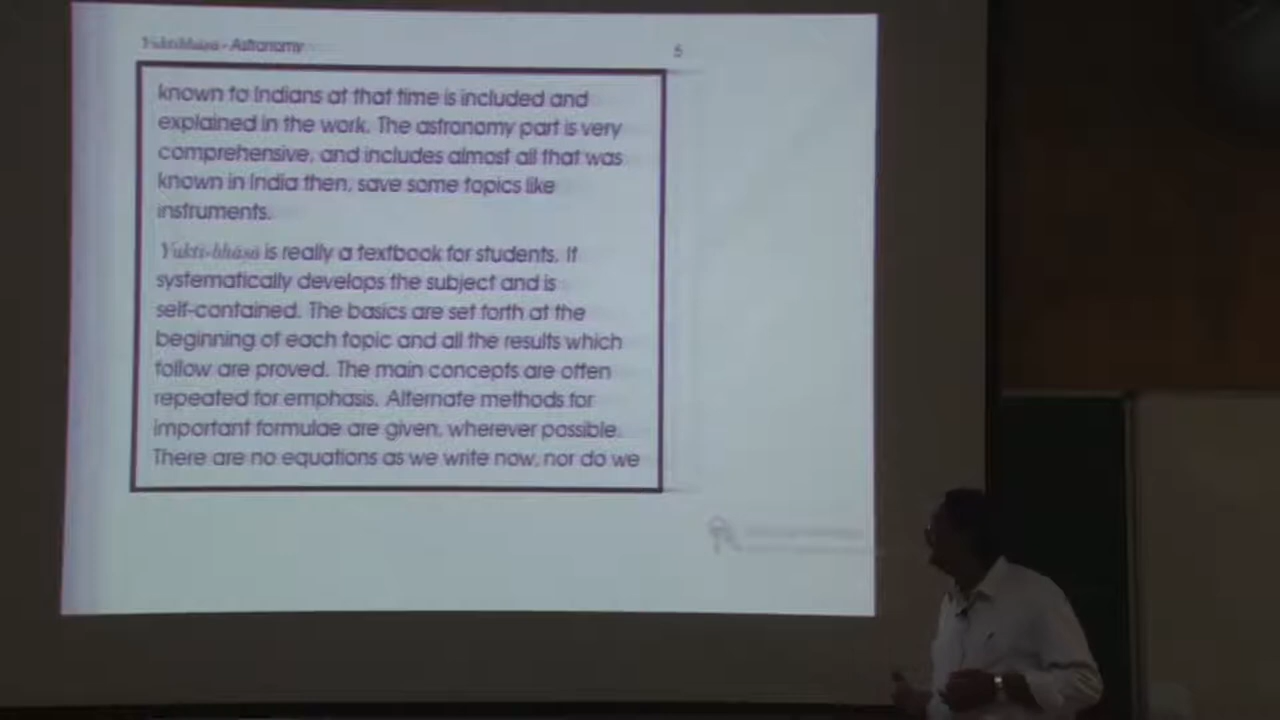 Yuktibhāṣā - Astronomy
6
known to Indians at that time is included and
explained in the work. The astronomy part is very
comprehensive, and includes almost all that was
known in India then, save some topics like
instruments.
Yukti-bhāṣā is really a textbook for students. It
systematically develops the subject and is
self-contained. The basics are set forth at the
beginning of each topic and all the results which
follow are proved. The main concepts are often
repeated for emphasis. Alternate methods for
important formulae are given, wherever possible.
There are no equations as we write now, nor do we